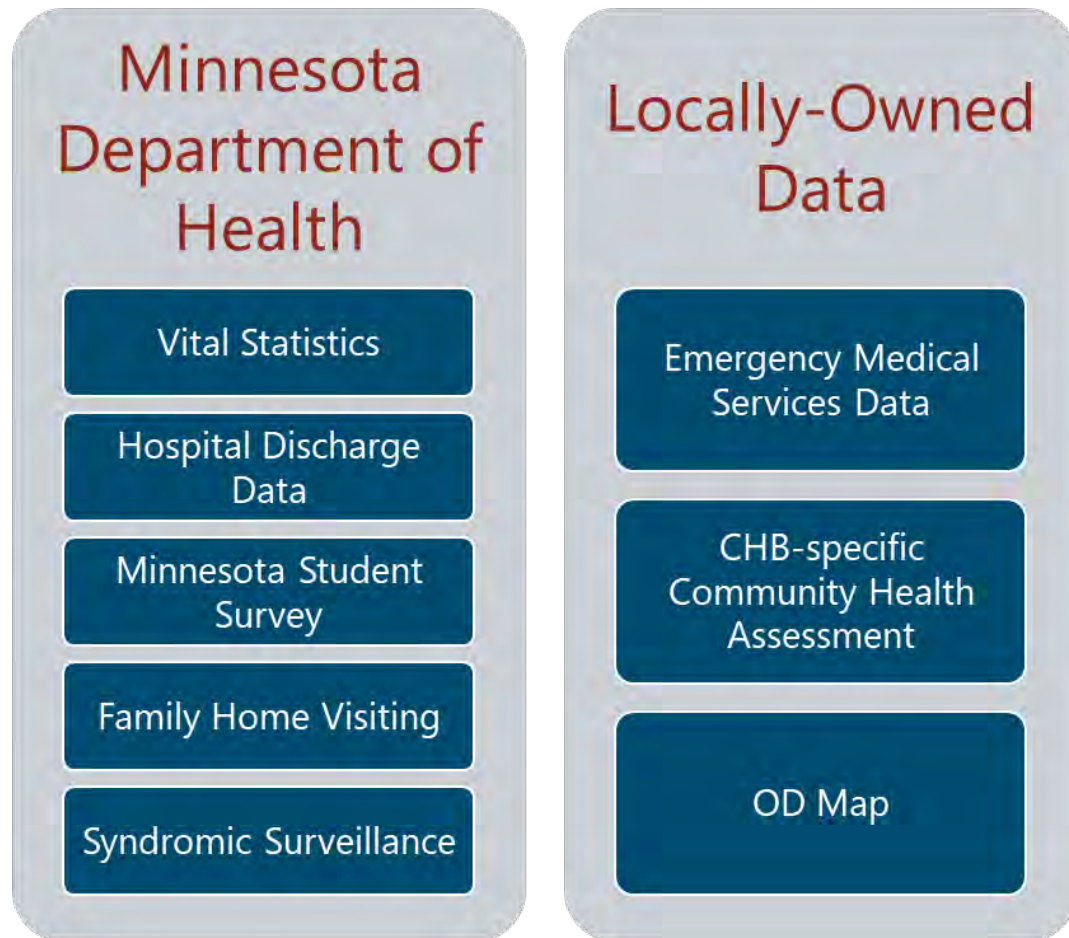 Minnesota
Department of
Health
Vital Statistics
Hospital Discharge
Data
Minnesota Student
Survey
Family Home Visiting
Syndromic Surveillance
Locally-Owned
Data
Emergency Medical
Services Data
CHB-specific
Community Health
Assessment
OD Map